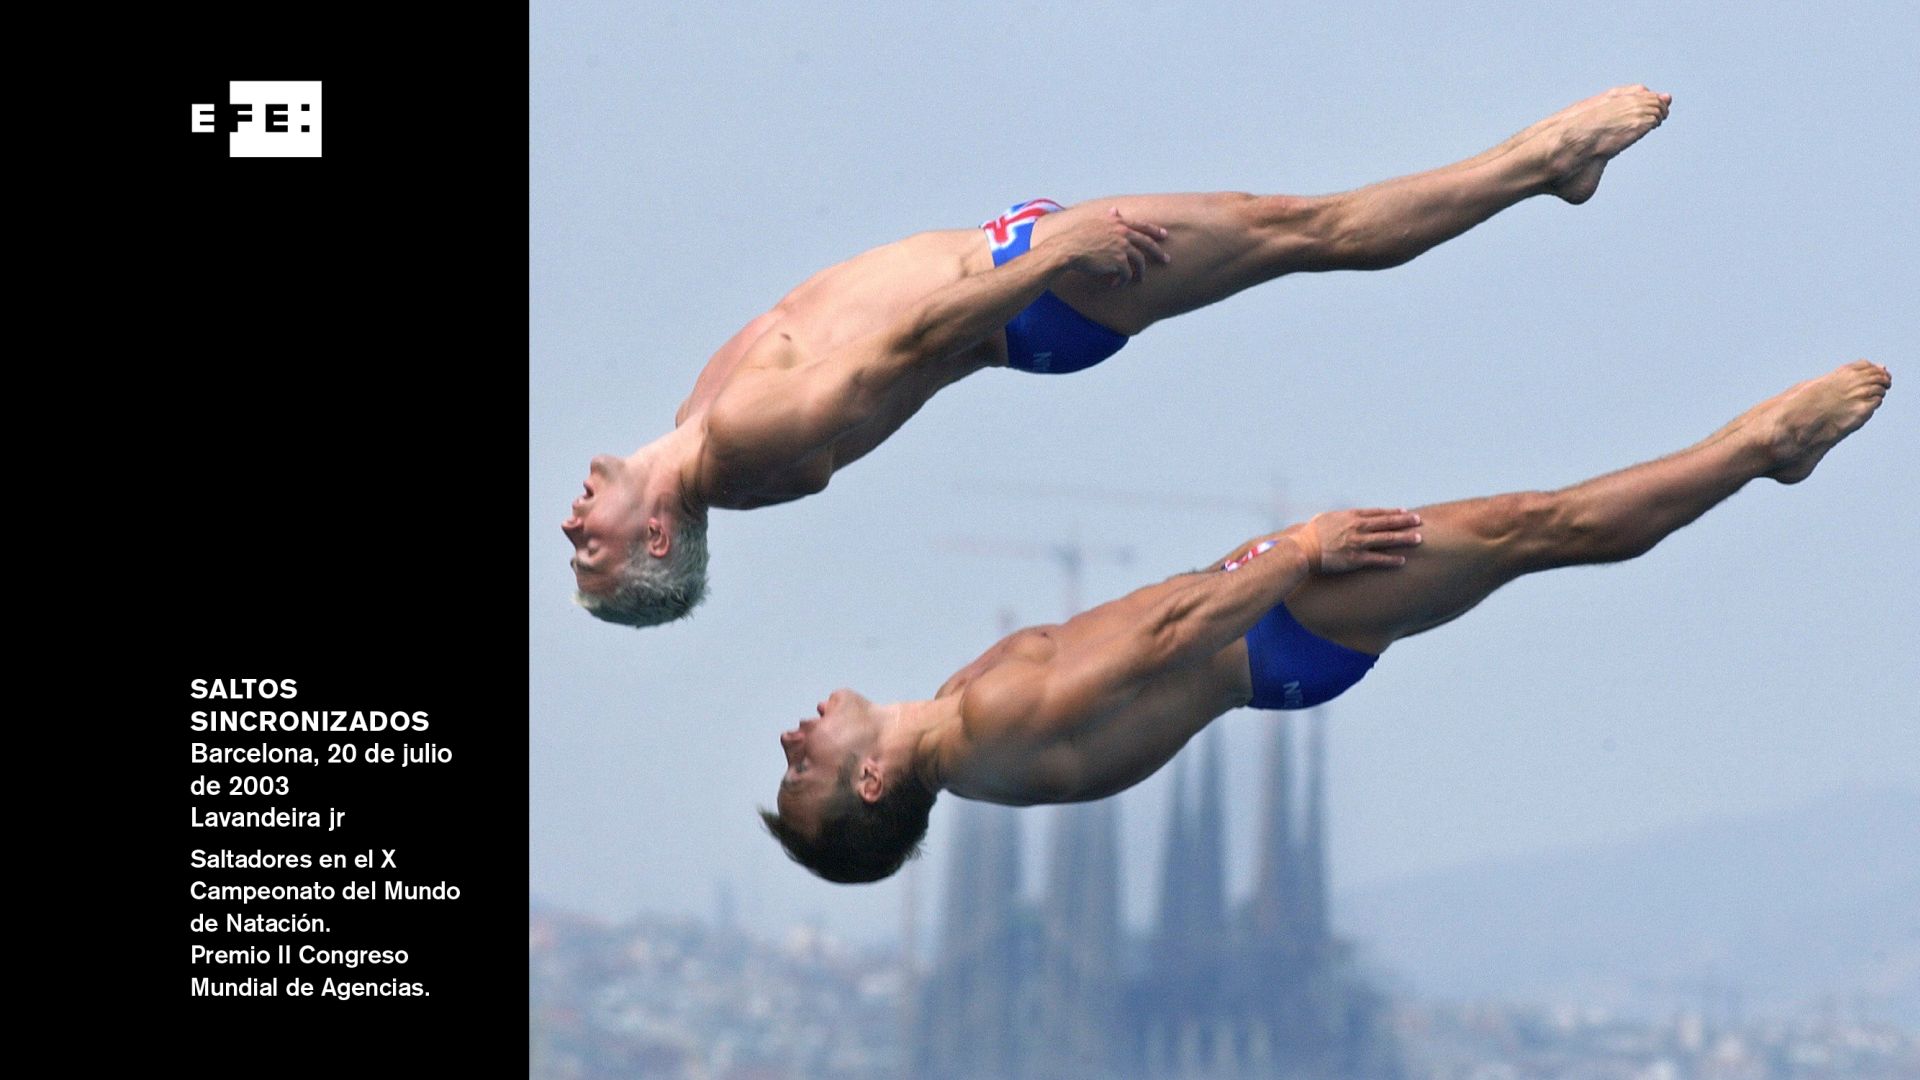 EFE:
SALTOS
SINCRONIZADOS
Barcelona, 20 de julio
de 2003
Lavandeira jr
Saltadores en el X
Campeonato del Mundo
de Natación.
Premio II Congreso
Mundial de Agencias.